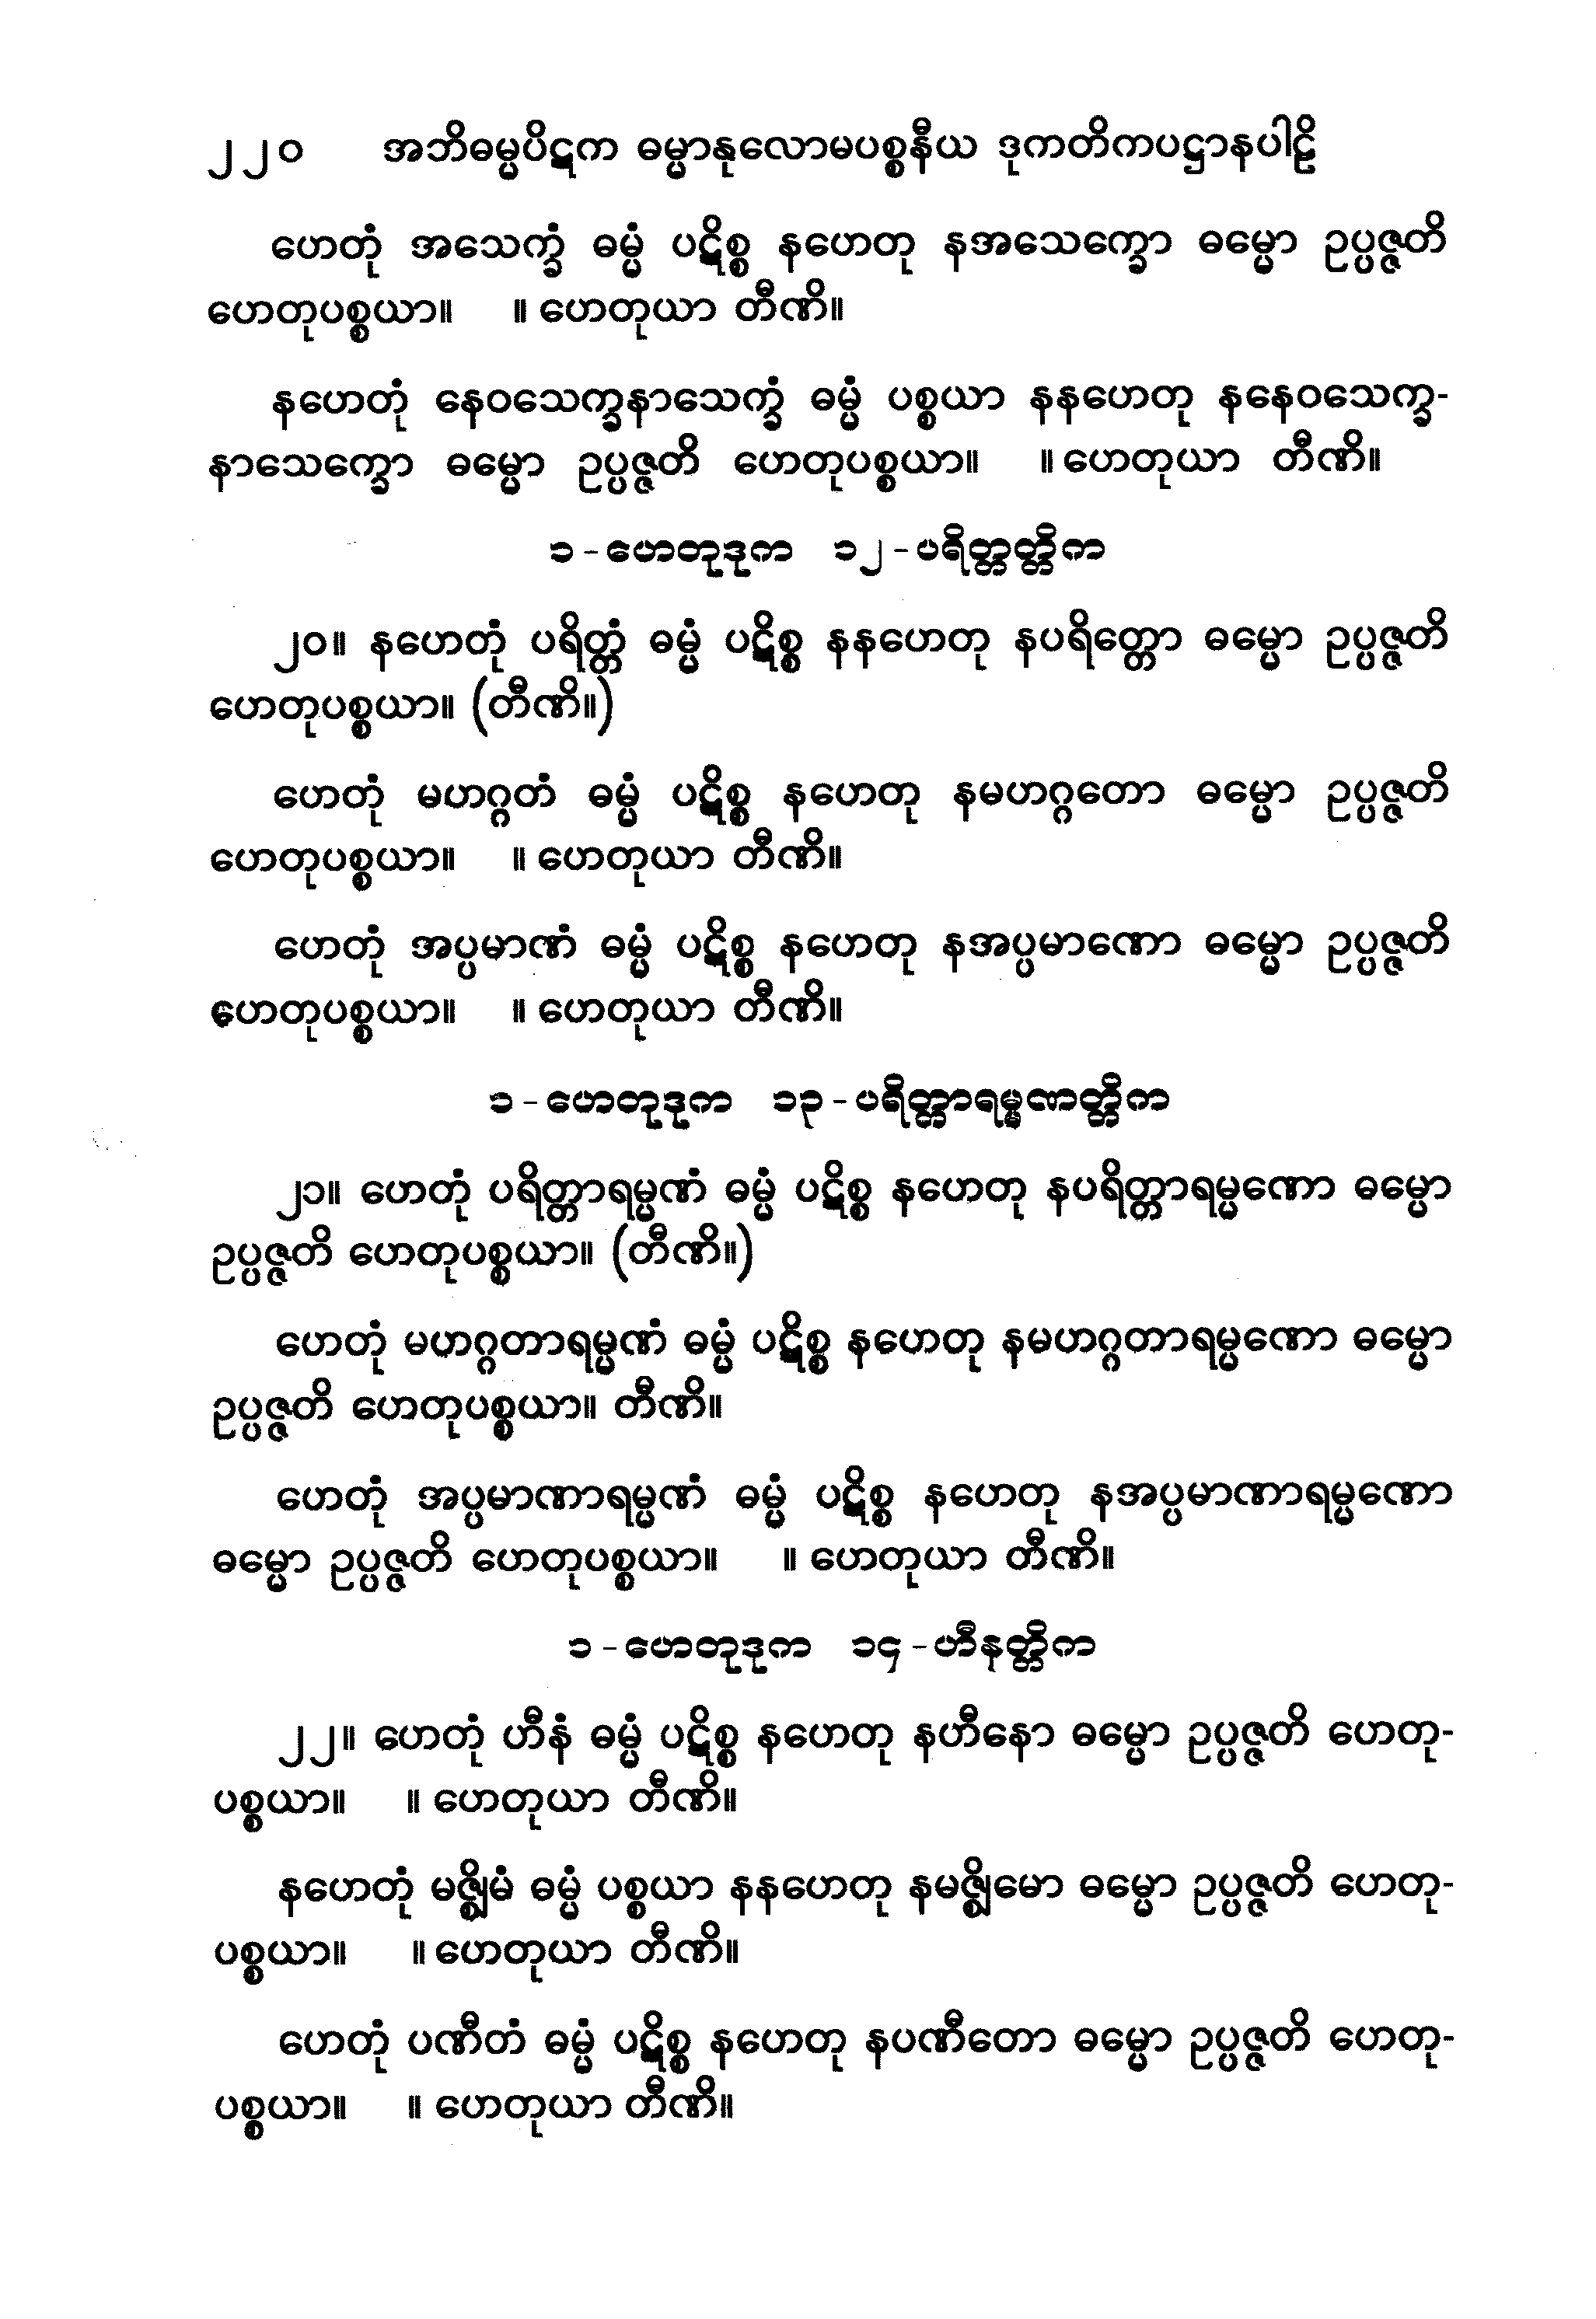 ၂၂၀ အဘိဓမ္မပိဋက ဓမ္မာနုလောမပစ္စနီယ ဒုကတိကပဋ္ဌာနပါဠိ
ဟေတုံ အသေက္ခံ ဓမ္မံ ပဋိစ္စ နဟေတု နအသေက္ခော ဓမ္မော ဥပ္ပဇ္ဇတိ
ဟေတုပစ္စယာ။ ။ ဟေတုယာ တီဏိ။
နဟေတုံ နေဝသေက္ခနာသေက္ခံ ဓမ္မံ ပစ္စယာ နနဟေတု နနေဝသေက္ခ-
နာသေက္ခော ဓမ္မော ဥပ္ပဇ္ဇတိ ဟေတုပစ္စယာ။ ။ ဟေတုယာ တီဏိ။
၁ - ဟေတုဒုက ၁၂ - ပရိတ္တတ္တိက
၂၀။ နဟေတုံ ပရိတ္တံ ဓမ္မံ ပဋိစ္စ နနဟေတု နပရိတ္တော ဓမ္မော ဥပ္ပဇ္ဇတိ
ဟေတုပစ္စယာ။ (တီဏိ။)
ဟေတုံ မဟဂ္ဂတံ ဓမ္မံ ပဋိစ္စ နဟေတု နမဟဂ္ဂတော ဓမ္မော ဥပ္ပဇ္ဇတိ
ဟေတုပစ္စယာ။ ။ ဟေတုယာ တီဏိ။
ဟေတုံ အပ္ပမာဏံ ဓမ္မံ ပဋိစ္စ နဟေတု နအပ္ပမာဏော ဓမ္မော ဥပ္ပဇ္ဇတိ
ဟေတုပစ္စယာ။ ။ ဟေတုယာ တီဏိ။
၁ - ဟေတုဒုက ၁၃ - ပရိတ္တာရမ္မဏတ္တိက
၂၁။ ဟေတုံ ပရိတ္တာရမ္မဏံ ဓမ္မံ ပဋိစ္စ နဟေတု နပရိတ္တာရမ္မဏော ဓမ္မော
ဥပ္ပဇ္ဇတိ ဟေတုပစ္စယာ။ (တီဏိ။)
ဟေတုံ မဟဂ္ဂတာရမ္မဏံ ဓမ္မံ ပဋိစ္စ နဟေတု နမဟဂ္ဂတာရမ္မဏော ဓမ္မော
ဥပ္ပဇ္ဇတိ ဟေတုပစ္စယာ။ တီဏိ။
ဟေတုံ အပ္ပမာဏာရမ္မဏံ ဓမ္မံ ပဋိစ္စ နဟေတု နအပ္ပမာဏာရမ္မဏော
ဓမ္မော ဥပ္ပဇ္ဇတိ ဟေတုပစ္စယာ။ ။ ဟေတုယာ တီဏိ။
၁ - ဟေတုဒုက ၁၄ - ဟီနတ္တိက
၂၂။ ဟေတုံ ဟီနံ ဓမ္မံ ပဋိစ္စ နဟေတု နဟီနော ဓမ္မော ဥပ္ပဇ္ဇတိ ဟေတု-
ပစ္စယာ။ ။ ဟေတုယာ တီဏိ။
နဟေတုံ မဇ္ဈိမံ ဓမ္မံ ပစ္စယာ နနဟေတု နမဇ္ဈိမော ဓမ္မော ဥပ္ပဇ္ဇတိ ဟေတု-
ပစ္စယာ။ ။ ဟေတုယာ တီဏိ။
ဟေတုံ ပဏီတံ ဓမ္မံ ပဋိစ္စ နဟေတု နပဏီတော ဓမ္မော ဥပ္ပဇ္ဇတိ ဟေတု-
ပစ္စယာ။ ။ ဟေတုယာ တီဏိ။